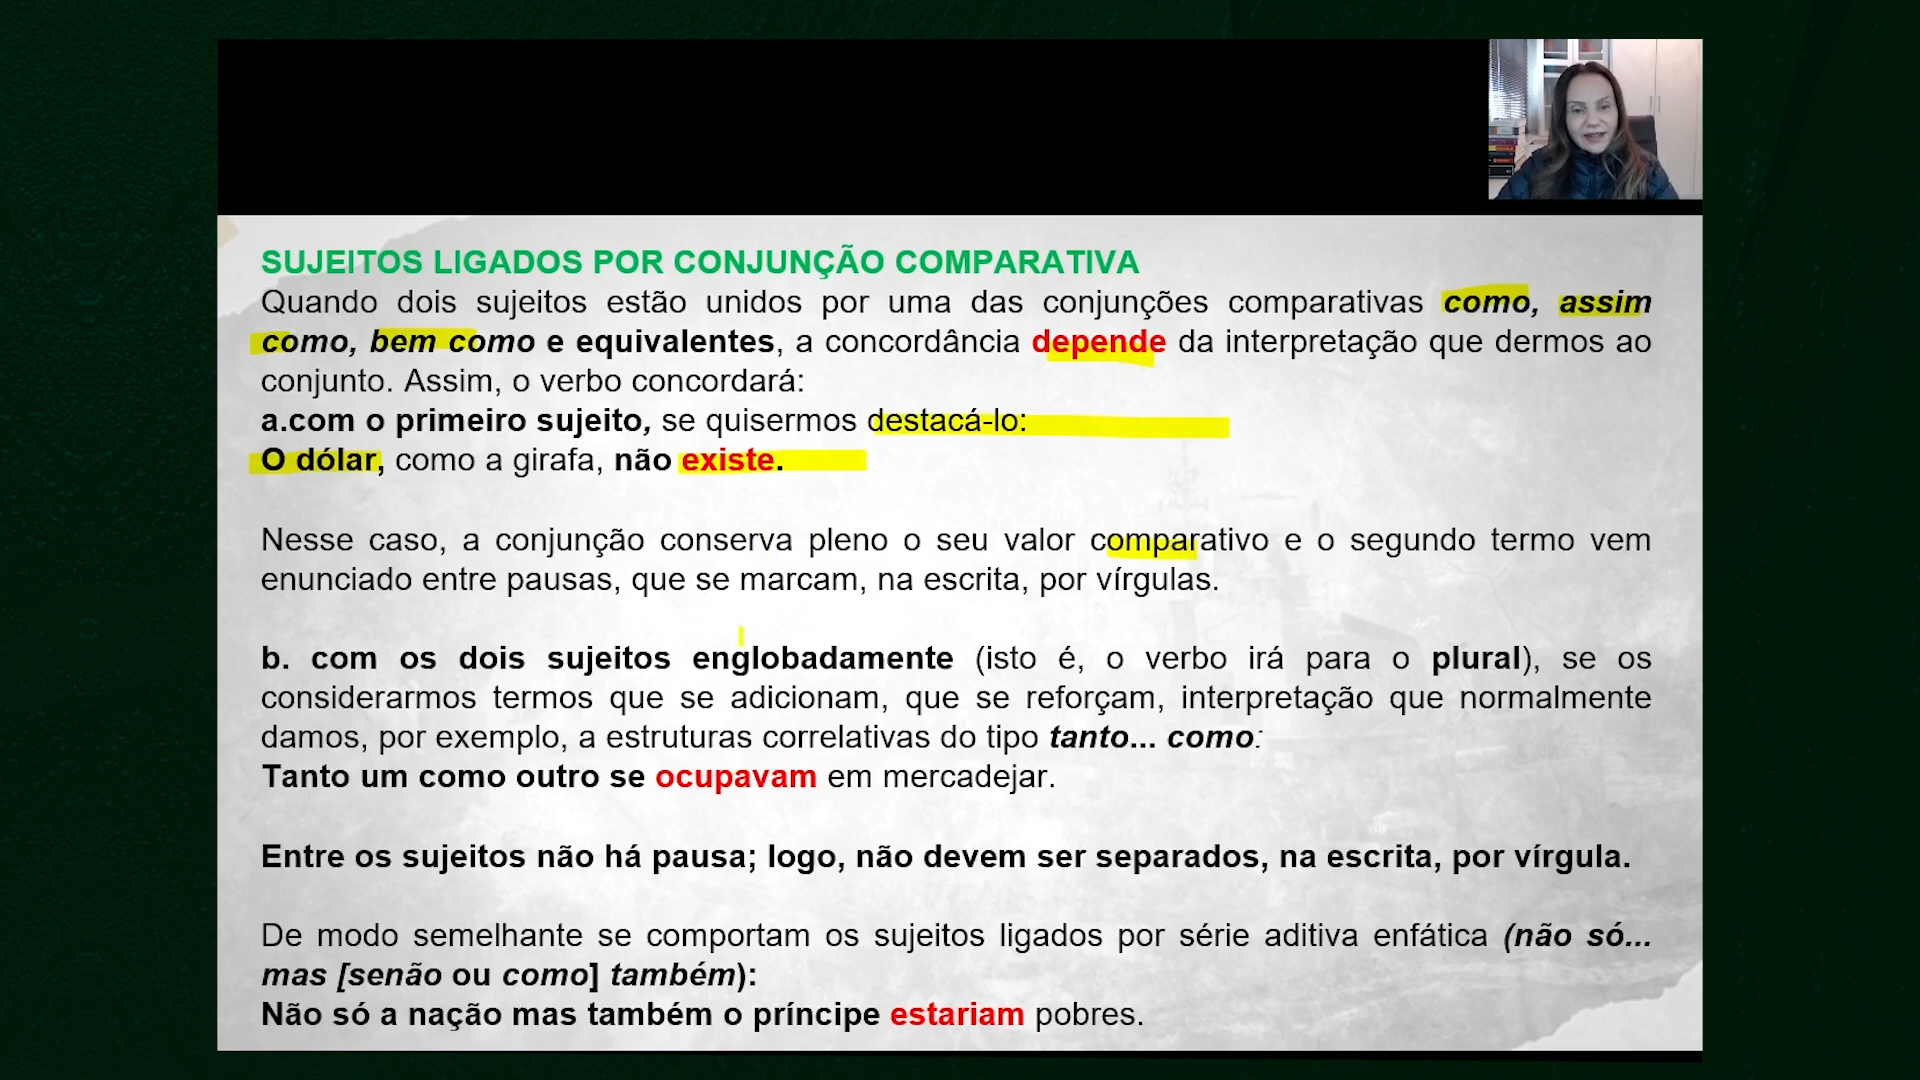 SUJEITOS LIGADOS POR CONJUNÇÃO COMPARATIVA
Quando dois sujeitos estão unidos por uma das conjunções comparativas como, assim
como, bem como e equivalentes, a concordância depende da interpretação que dermos ao
conjunto. Assim, o verbo concordará:
a.com o primeiro sujeito, se quisermos destacá-lo:
O dólar, como a girafa, não existe.
Nesse caso, a conjunção conserva pleno o seu valor comparativo e o segundo termo vem
enunciado entre pausas, que se marcam, na escrita, por vírgulas.
b. com os dois sujeitos englobadamente (isto é, o verbo irá para o plural), se os
considerarmos termos que se adicionam, que se reforçam, interpretação que normalmente
damos, por exemplo, a estruturas correlativas do tipo tanto... como:
Tanto um como outro se ocupavam em mercadejar.
Entre os sujeitos não há pausa; logo, não devem ser separados, na escrita, por vírgula.
De modo semelhante se comportam os sujeitos ligados por série aditiva enfática (não só...
mas [senão ou como] também):
Não só a nação mas também o príncipe estariam pobres.